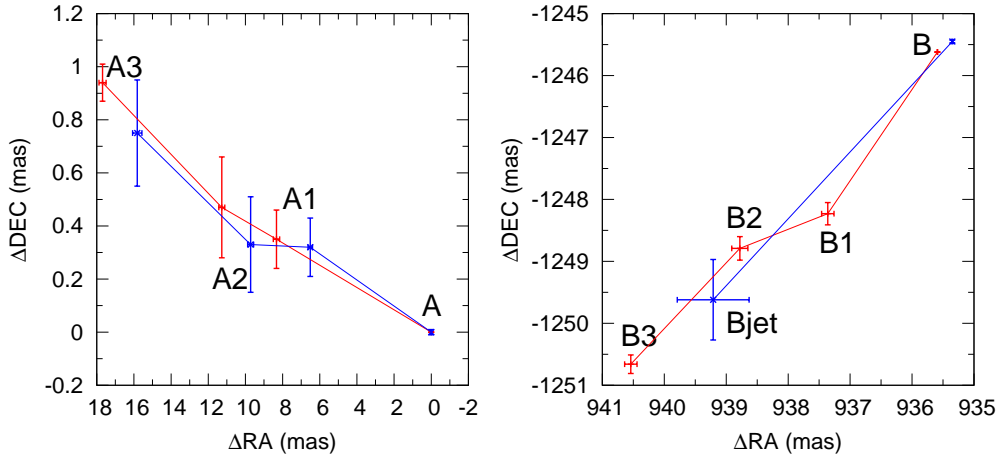 1.2
1
0.8
0.6
0.4
0.2
0
-0.2
18 16 14 12 10 8 6 4 2 0 -2
ΔRA (mas)
ΔDEC (mas)
A3
A1
A2
A
-1245
-1246
-1247
-1248
-1249
-1250
-1251
941 940 939 938 937 936 935
ΔRA (mas)
ΔDEC (mas)
B
B2
B1
Bjet
B3